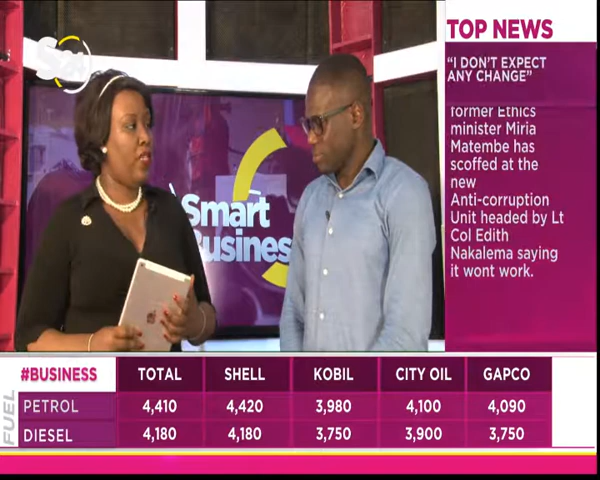 TOP NEWS
"I DON'T EXPECT
ANY CHANGE"
former Ethics
minister Miria
Matembe has
scoffed at the
new
Anti-corruption
Unit headed by Lt
Col Edith
Nakalema saying
it wont work.
Smart
Business
#BUSINESS TOTAL SHELL KOBIL CITY OIL GAPCO
FUEL
PETROL 4,410 4,420 3,980 4,100 4,090
DIESEL 4,180 4,180 3,750 3,900 3,750